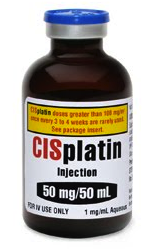 CISplatin doses greater than 100 mg/m²
once every 3 to 4 weeks are rarely used.
See package insert.
CISplatin
Injection
50 mg/50 mL
FOR IV USE ONLY 1 mg/mL Aqueous